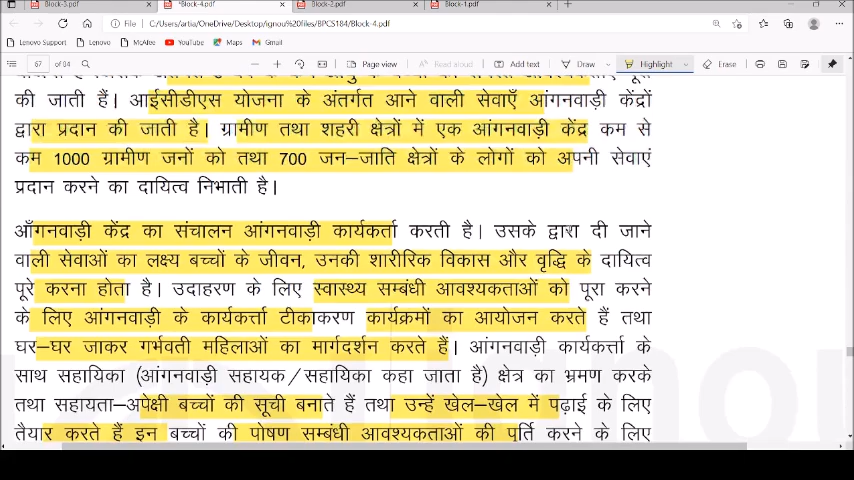 Block-3.pdf
*Block-4.pdf
Block-2.pdf
Block-1.pdf
File C:/Users/artia/OneDrive/Desktop/ignou%20files/BPCS184/Block-4.pdf
Lenovo Support
Lenovo
McAfee
YouTube
Maps
Gmail
67 of 84
Page view
Read aloud
Add text
Draw
Highlight
Erase
की जाती हैं। आईसीडीएस योजना के अंतर्गत आने वाली सेवाएँ आंगनवाड़ी केंद्रों
द्वारा प्रदान की जाती है। ग्रामीण तथा शहरी क्षेत्रों में एक आंगनवाड़ी केंद्र कम से
कम 1000 ग्रामीण जनों को तथा 700 जन–जाति क्षेत्रों के लोगों को अपनी सेवाएं
प्रदान करने का दायित्व निभाती है।
आँगनवाड़ी केंद्र का संचालन आंगनवाड़ी कार्यकर्ता करती है। उसके द्वारा दी जाने
वाली सेवाओं का लक्ष्य बच्चों के जीवन, उनकी शारीरिक विकास और वृद्धि के दायित्व
पूरे करना होता है। उदाहरण के लिए स्वास्थ्य सम्बंधी आवश्यकताओं को पूरा करने
के लिए आंगनवाड़ी के कार्यकर्त्ता टीकाकरण कार्यक्रमों का आयोजन करते हैं तथा
घर–घर जाकर गर्भवती महिलाओं का मार्गदर्शन करते हैं। आंगनवाड़ी कार्यकर्त्ता के
साथ सहायिका (आंगनवाड़ी सहायक/सहायिका कहा जाता है) क्षेत्र का भ्रमण करके
तथा सहायता–अपेक्षी बच्चों की सूची बनाते हैं तथा उन्हें खेल–खेल में पढ़ाई के लिए
तैयार करते हैं इन बच्चों की पोषण सम्बंधी आवश्यकताओं की पूर्ति करने के लिए